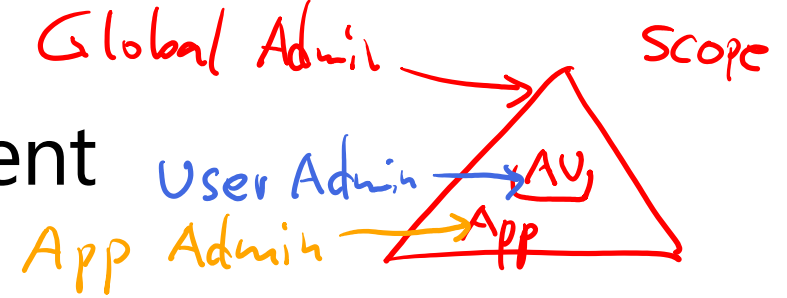 Global Admin
Scope
ent
User Admin
AU
App Admin
App